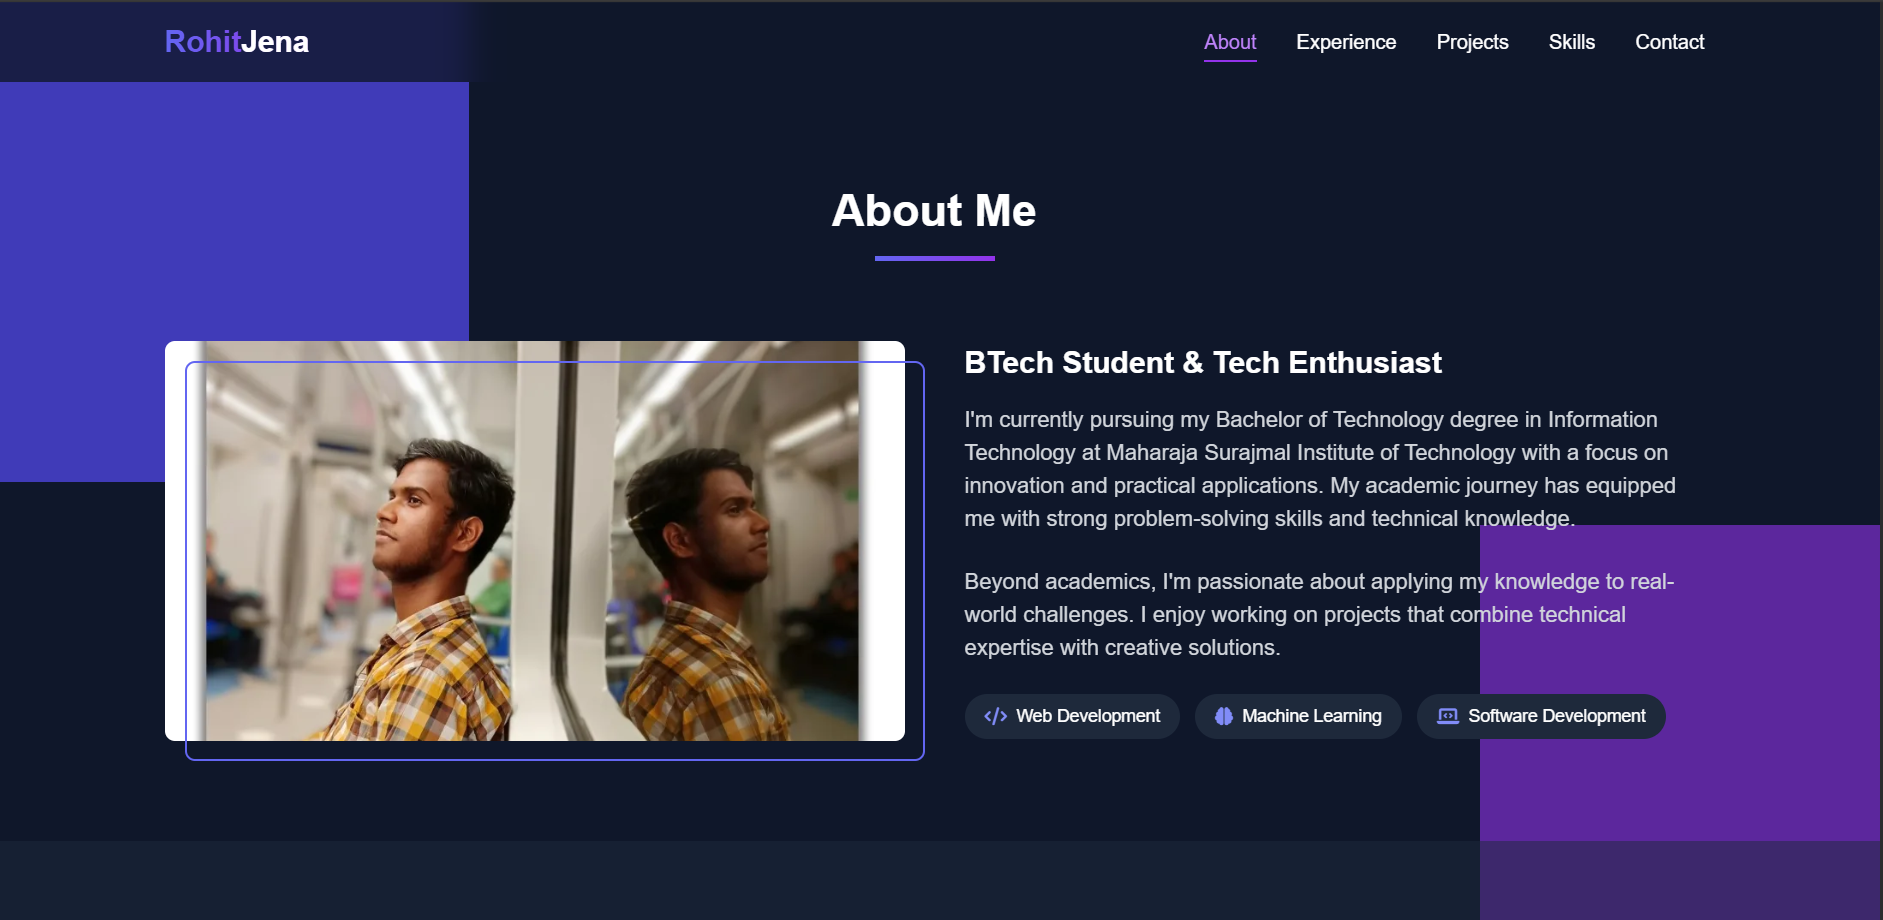 RohitJena
About Experience Projects Skills Contact
About Me
BTech Student & Tech Enthusiast
I'm currently pursuing my Bachelor of Technology degree in Information
Technology at Maharaja Surajmal Institute of Technology with a focus on
innovation and practical applications. My academic journey has equipped
me with strong problem-solving skills and technical knowledge.
Beyond academics, I'm passionate about applying my knowledge to real-
world challenges. I enjoy working on projects that combine technical
expertise with creative solutions.
Web Development Machine Learning Software Development